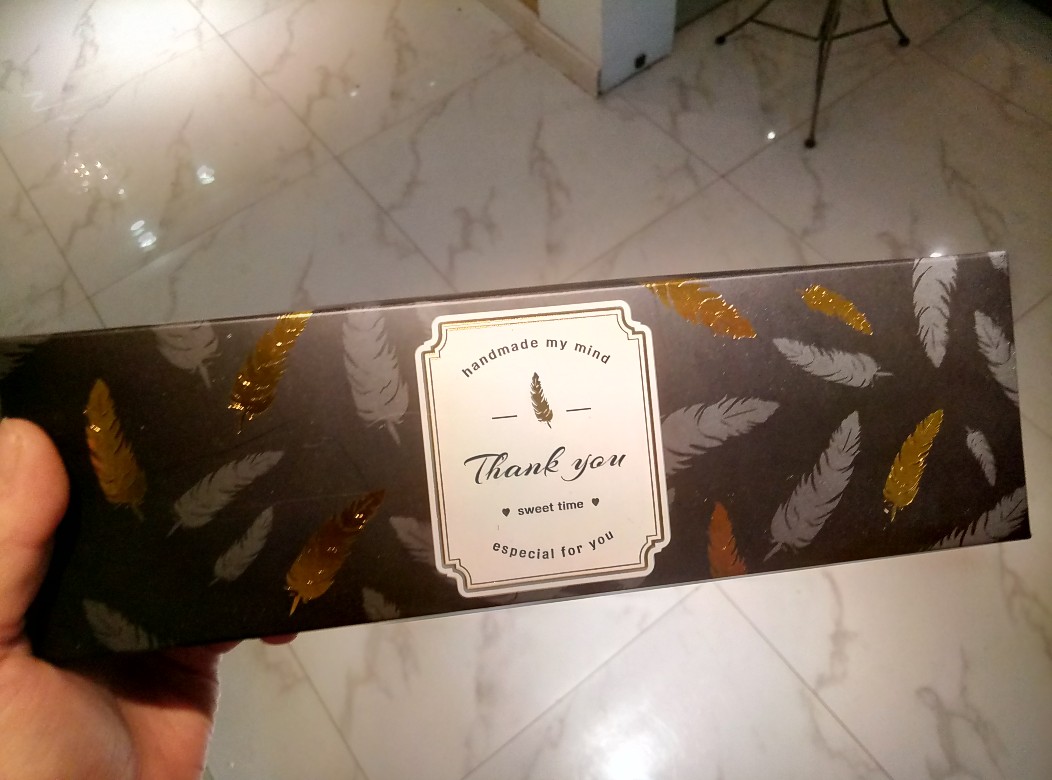 handmade my mind
Thank you
sweet time
especial for you